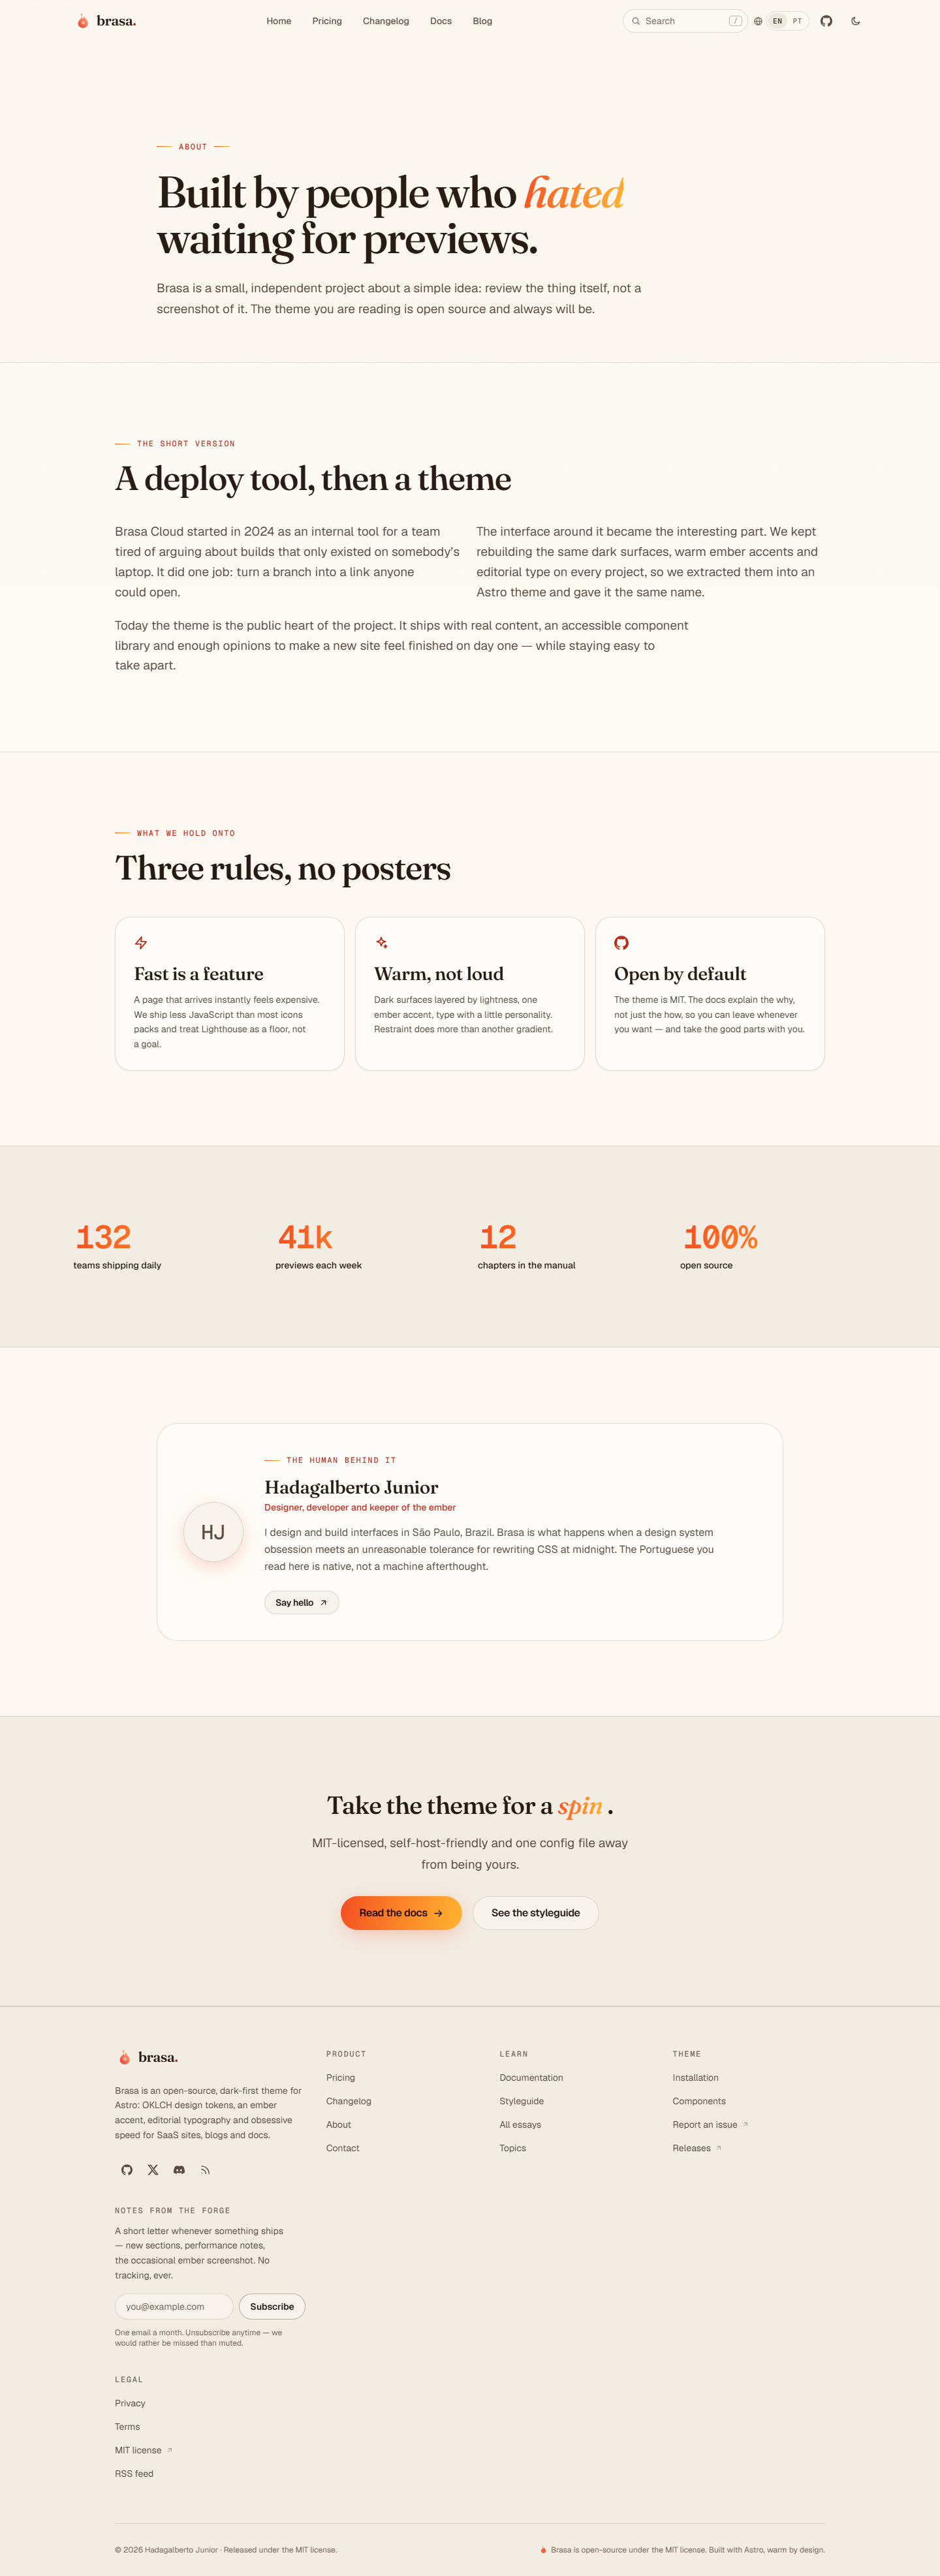 brasa.
Home Pricing Changelog Docs Blog
Search /
EN PT
ABOUT
Built by people who hated
waiting for previews.
Brasa is a small, independent project about a simple idea: review the thing itself, not a
screenshot of it. The theme you are reading is open source and always will be.
THE SHORT VERSION
A deploy tool, then a theme
Brasa Cloud started in 2024 as an internal tool for a team
tired of arguing about builds that only existed on somebody's
laptop. It did one job: turn a branch into a link anyone
could open.
The interface around it became the interesting part. We kept
rebuilding the same dark surfaces, warm ember accents and
editorial type on every project, so we extracted them into an
Astro theme and gave it the same name.
Today the theme is the public heart of the project. It ships with real content, an accessible component
library and enough opinions to make a new site feel finished on day one — while staying easy to
take apart.
WHAT WE HOLD ONTO
Three rules, no posters
Fast is a feature
A page that arrives instantly feels expensive.
We ship less JavaScript than most icons
packs and treat Lighthouse as a floor, not
a goal.
Warm, not loud
Dark surfaces layered by lightness, one
ember accent, type with a little personality.
Restraint does more than another gradient.
Open by default
The theme is MIT. The docs explain the why,
not just the how, so you can leave whenever
you want — and take the good parts with you.
132
teams shipping daily
41k
previews each week
12
chapters in the manual
100%
open source
HJ
THE HUMAN BEHIND IT
Hadagalberto Junior
Designer, developer and keeper of the ember
I design and build interfaces in São Paulo, Brazil. Brasa is what happens when a design system
obsession meets an unreasonable tolerance for rewriting CSS at midnight. The Portuguese you
read here is native, not a machine afterthought.
Say hello
Take the theme for a spin .
MIT-licensed, self-host-friendly and one config file away
from being yours.
Read the docs
See the styleguide
brasa.
Brasa is an open-source, dark-first theme for
Astro: OKLCH design tokens, an ember
accent, editorial typography and obsessive
speed for SaaS sites, blogs and docs.
PRODUCT
Pricing
Changelog
About
Contact
LEARN
Documentation
Styleguide
All essays
Topics
THEME
Installation
Components
Report an issue
Releases
NOTES FROM THE FORGE
A short letter whenever something ships
— new sections, performance notes,
the occasional ember screenshot. No
tracking, ever.
you@example.com
Subscribe
One email a month. Unsubscribe anytime — we
would rather be missed than muted.
LEGAL
Privacy
Terms
MIT license
RSS feed
© 2026 Hadagalberto Junior · Released under the MIT license.
Brasa is open-source under the MIT license. Built with Astro, warm by design.